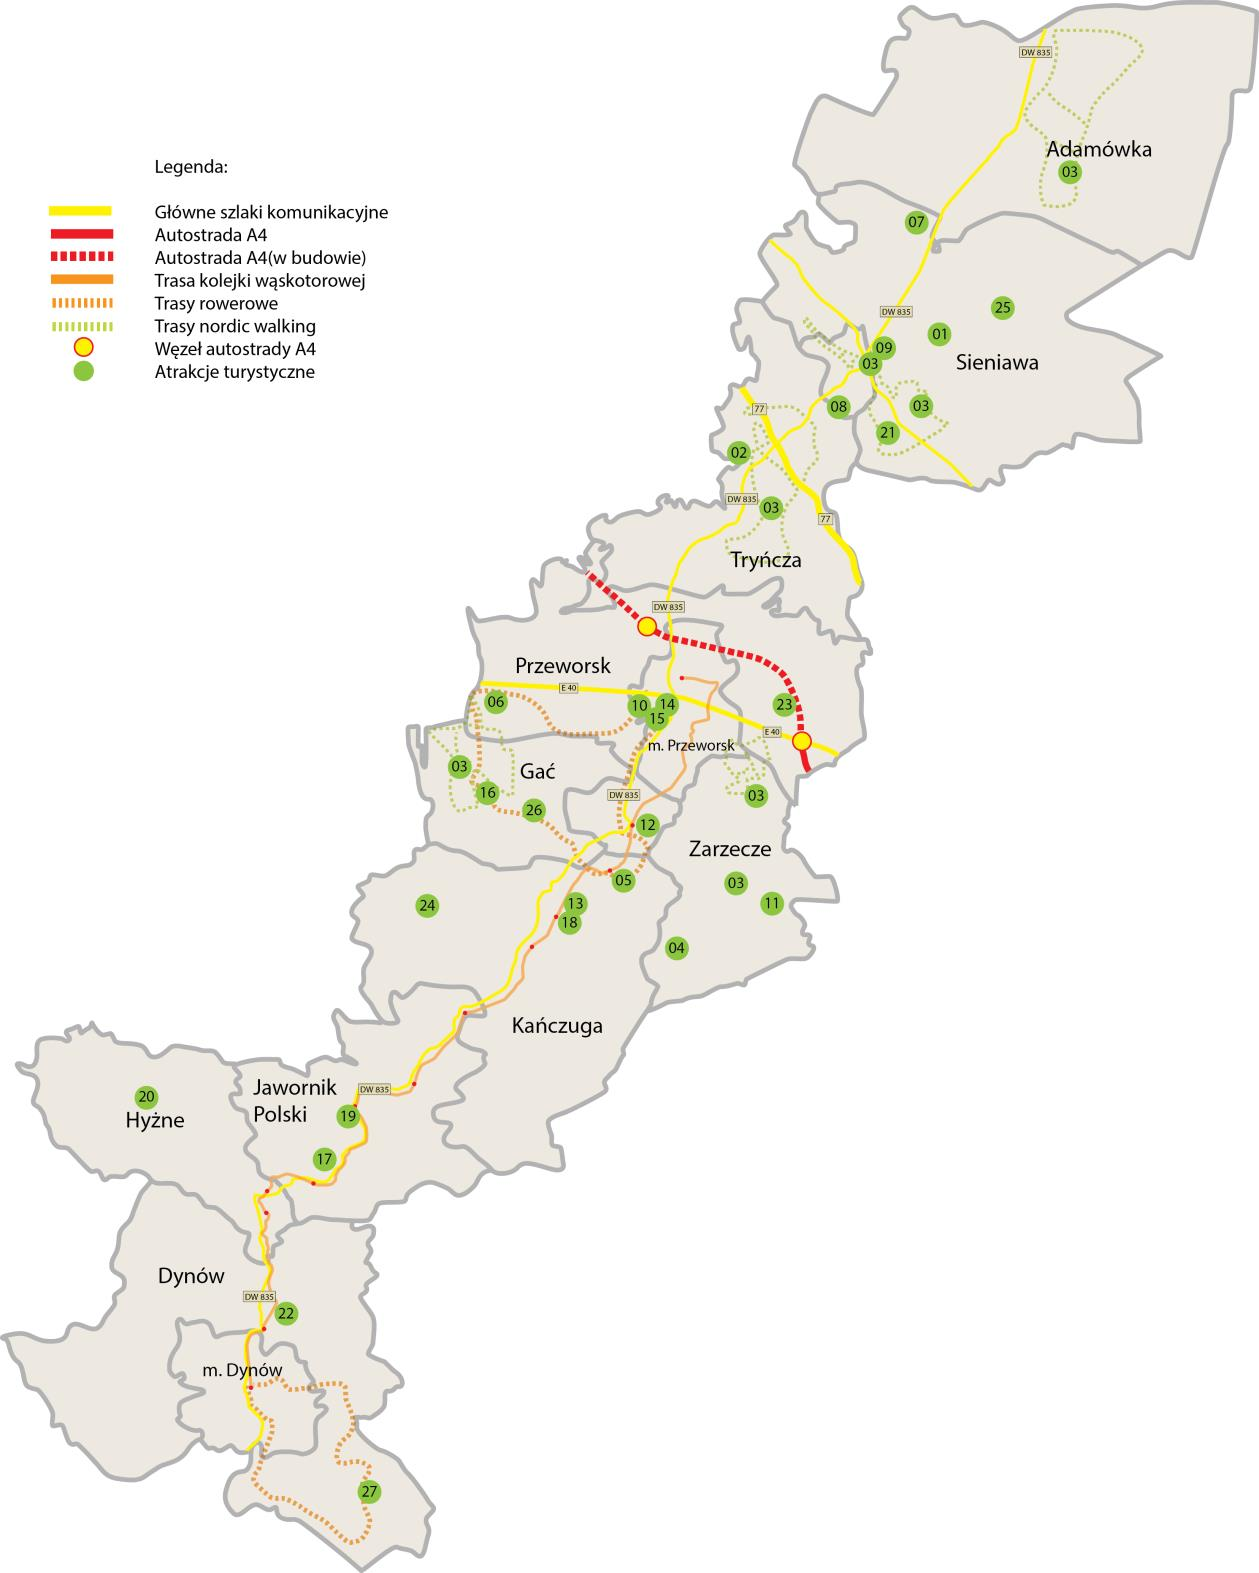 DW 835
Adamówka
03
Legenda:
Główne szlaki komunikacyjne
Autostrada A4
Autostrada A4(w budowie)
Trasa kolejki wąskotorowej
Trasy rowerowe
Trasy nordic walking
Węzeł autostrady A4
Atrakcje turystyczne
07
DW 835
25
01
09
03
Sieniawa
08
03
77
21
02
DW 835
03
77
Tryńcza
DW 835
Przeworsk
E 40
06
10
14
15
23
E 40
m. Przeworsk
03
Gać
16
26
DW 835
03
12
Zarzecze
05
03
13
11
24
18
04
Kańczuga
Jawornik
Polski
DW 835
20
Hyżne
19
17
Dynów
DW 835
22
m. Dynów
27